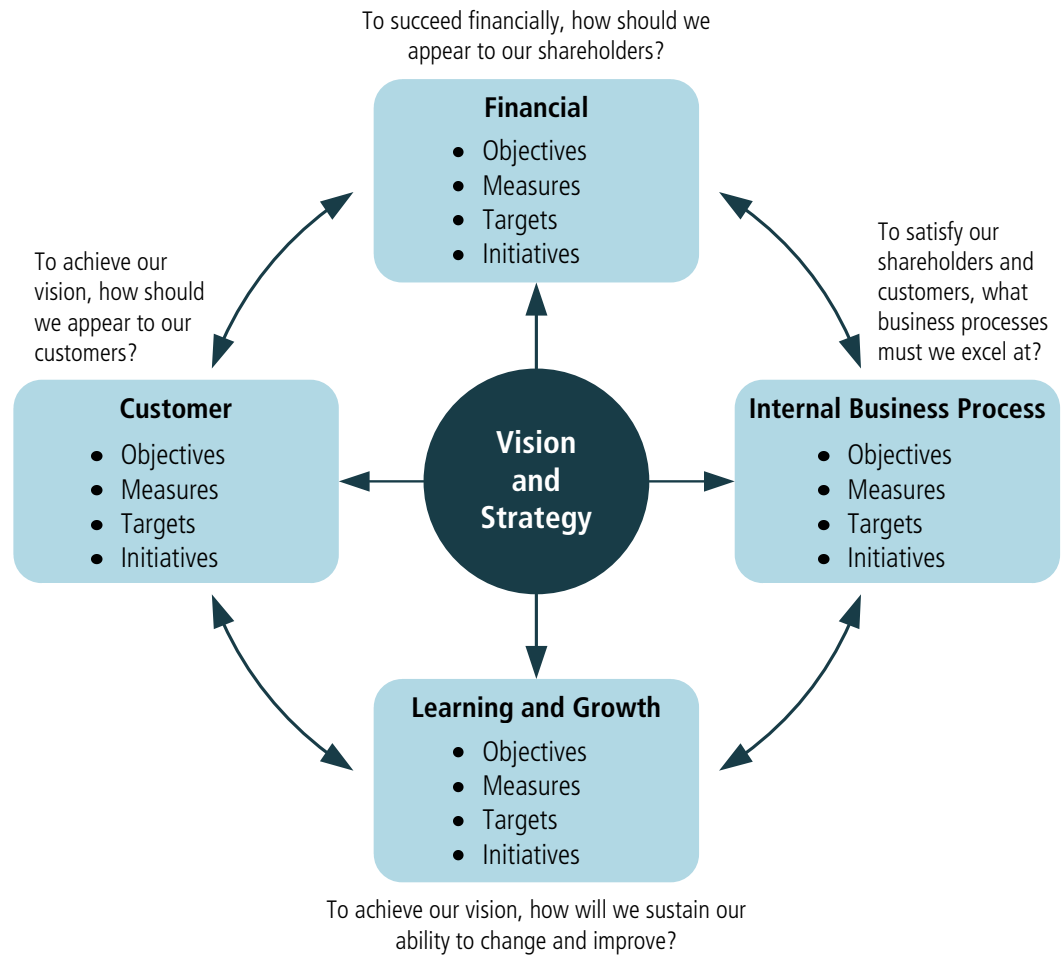 To succeed financially, how should we
appear to our shareholders?
Financial
• Objectives
• Measures
• Targets
• Initiatives
To achieve our
vision, how should
we appear to our
customers?
To satisfy our
shareholders and
customers, what
business processes
must we excel at?
Customer
• Objectives
• Measures
• Targets
• Initiatives
Vision
and
Strategy
Internal Business Process
• Objectives
• Measures
• Targets
• Initiatives
Learning and Growth
• Objectives
• Measures
• Targets
• Initiatives
To achieve our vision, how will we sustain our
ability to change and improve?